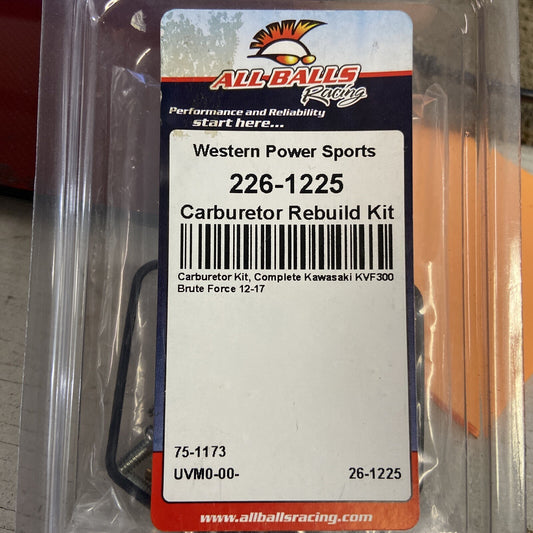 ALL BALLS
Racing
Performance and Reliability
start here...
Western Power Sports
226-1225
Carburetor Rebuild Kit
Carburetor Kit, Complete Kawasaki KVF300
Brute Force 12-17
75-1173
UVM0-00- 26-1225
www.allballsracing.com